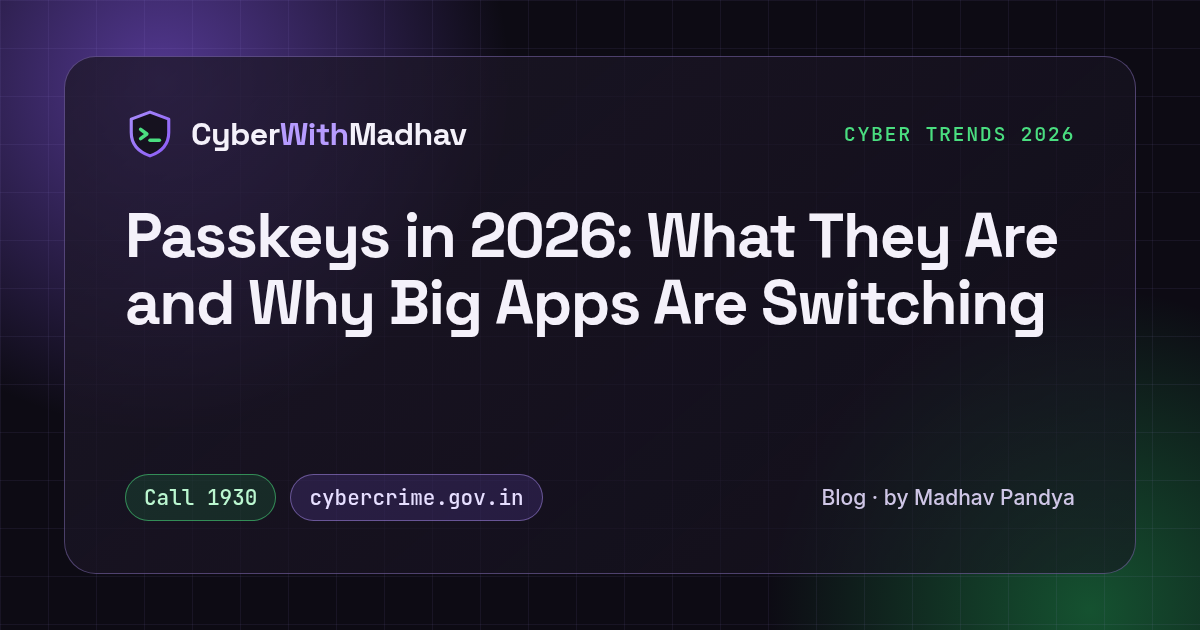 CyberWithMadhav
CYBER TRENDS 2026
Passkeys in 2026: What They Are
and Why Big Apps Are Switching
Call 1930
cybercrime.gov.in
Blog · by Madhav Pandya